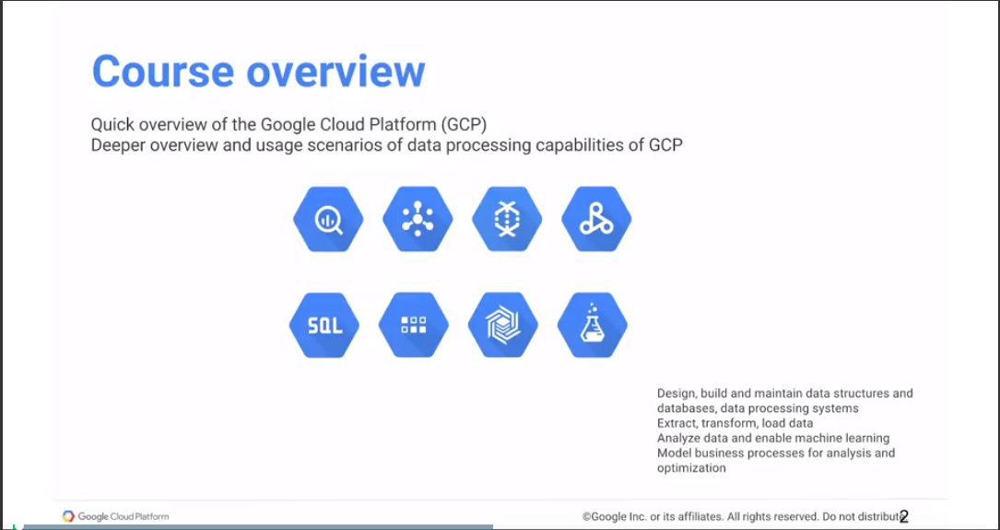 Course overview
Quick overview of the Google Cloud Platform (GCP)
Deeper overview and usage scenarios of data processing capabilities of GCP
SQL
Design, build and maintain data structures and
databases, data processing systems
Extract, transform, load data
Analyze data and enable machine learning
Model business processes for analysis and
optimization
Google Cloud Platform
©Google Inc. or its affiliates. All rights reserved. Do not distribute
2